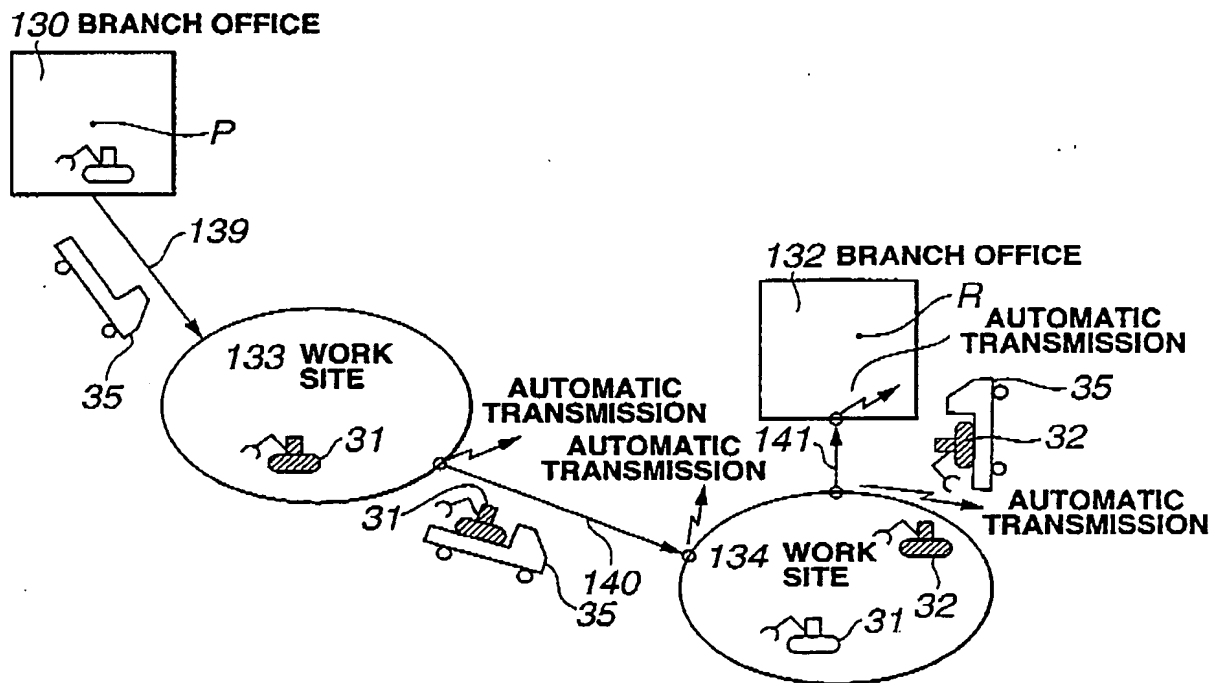 130 BRANCH OFFICE
P
139
35
132 BRANCH OFFICE
R
AUTOMATIC
TRANSMISSION
133 WORK
SITE
31
AUTOMATIC
TRANSMISSION
AUTOMATIC
TRANSMISSION
35
32
141
31
140
35
134 WORK
SITE
32
31
AUTOMATIC
TRANSMISSION